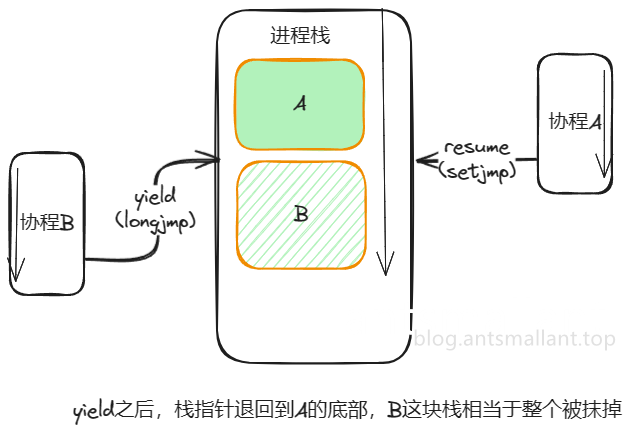 进程栈
A
协程A
resume
(setjmp)
协程B
yield
(longjmp)
B
blog.antsmallant.top
yield之后，栈指针退回到A的底部，B这块栈相当于整个被抹掉